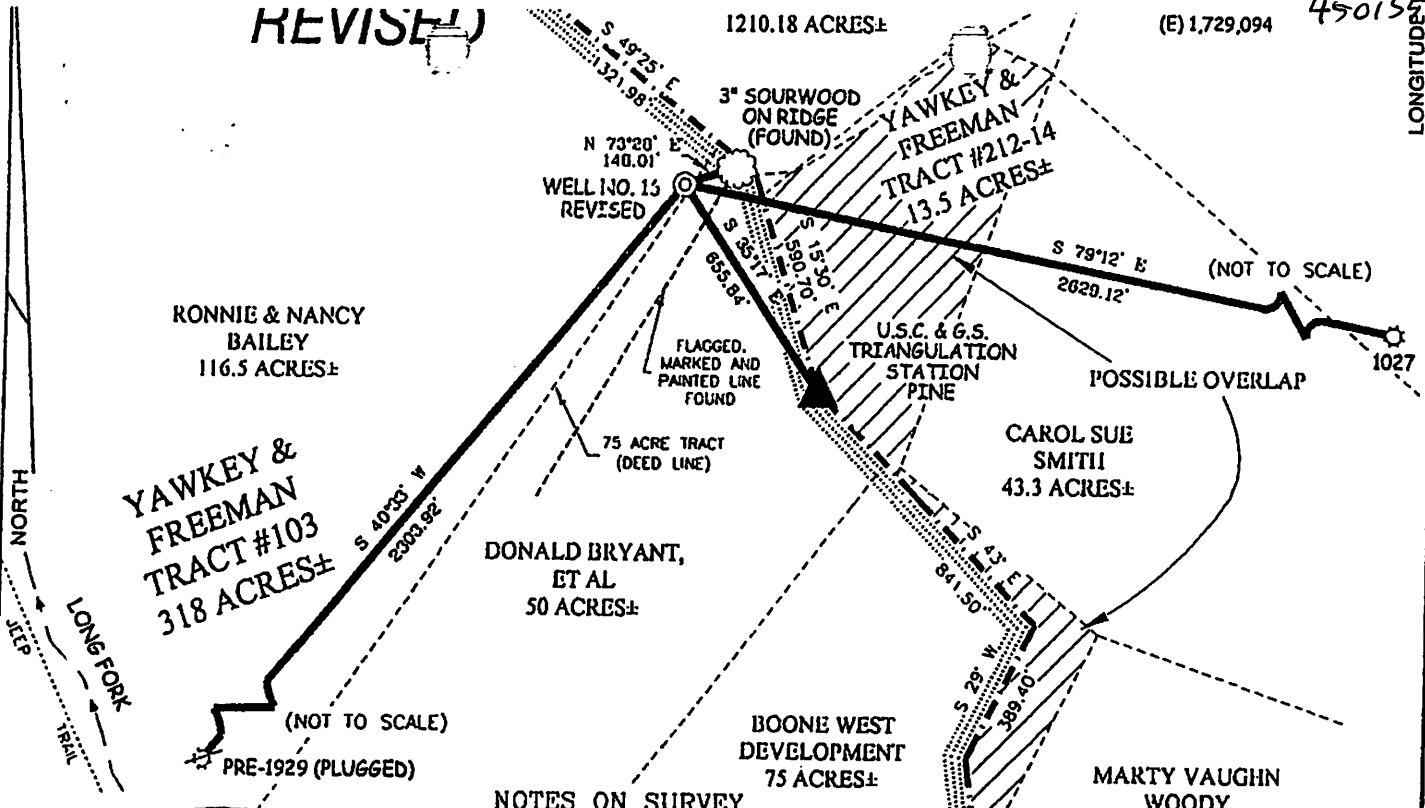 REVISED
1210.18 ACRES±
(E) 1,729,094
LONGITUDE
S 49°25' E
1321.98'
3" SOURWOOD
ON RIDGE
(FOUND)
N 73°20' E
140.01'
WELL NO. 15
REVISED
YAWKEY &
FREEMAN
TRACT #212-14
13.5 ACRES±
S 35°17' E
655.84'
S 15°30' E
590.70'
S 79°12' E
2629.12'
(NOT TO SCALE)
1027
RONNIE & NANCY
BAILEY
116.5 ACRES±
FLAGGED,
MARKED AND
PAINTED LINE
FOUND
U.S.C. & G.S.
TRIANGULATION
STATION
PINE
POSSIBLE OVERLAP
75 ACRE TRACT
(DEED LINE)
CAROL SUE
SMITH
43.3 ACRES±
NORTH
YAWKEY &
FREEMAN
TRACT #103
318 ACRES±
S 40°33' W
2303.92'
DONALD BRYANT,
ET AL
50 ACRES±
S 43° E
841.50'
JEEP
TRAIL
LONG FORK
S 29° W
389.40'
(NOT TO SCALE)
PRE-1929 (PLUGGED)
BOONE WEST
DEVELOPMENT
75 ACRES±
MARTY VAUGHN
WOODY
NOTES ON SURVEY